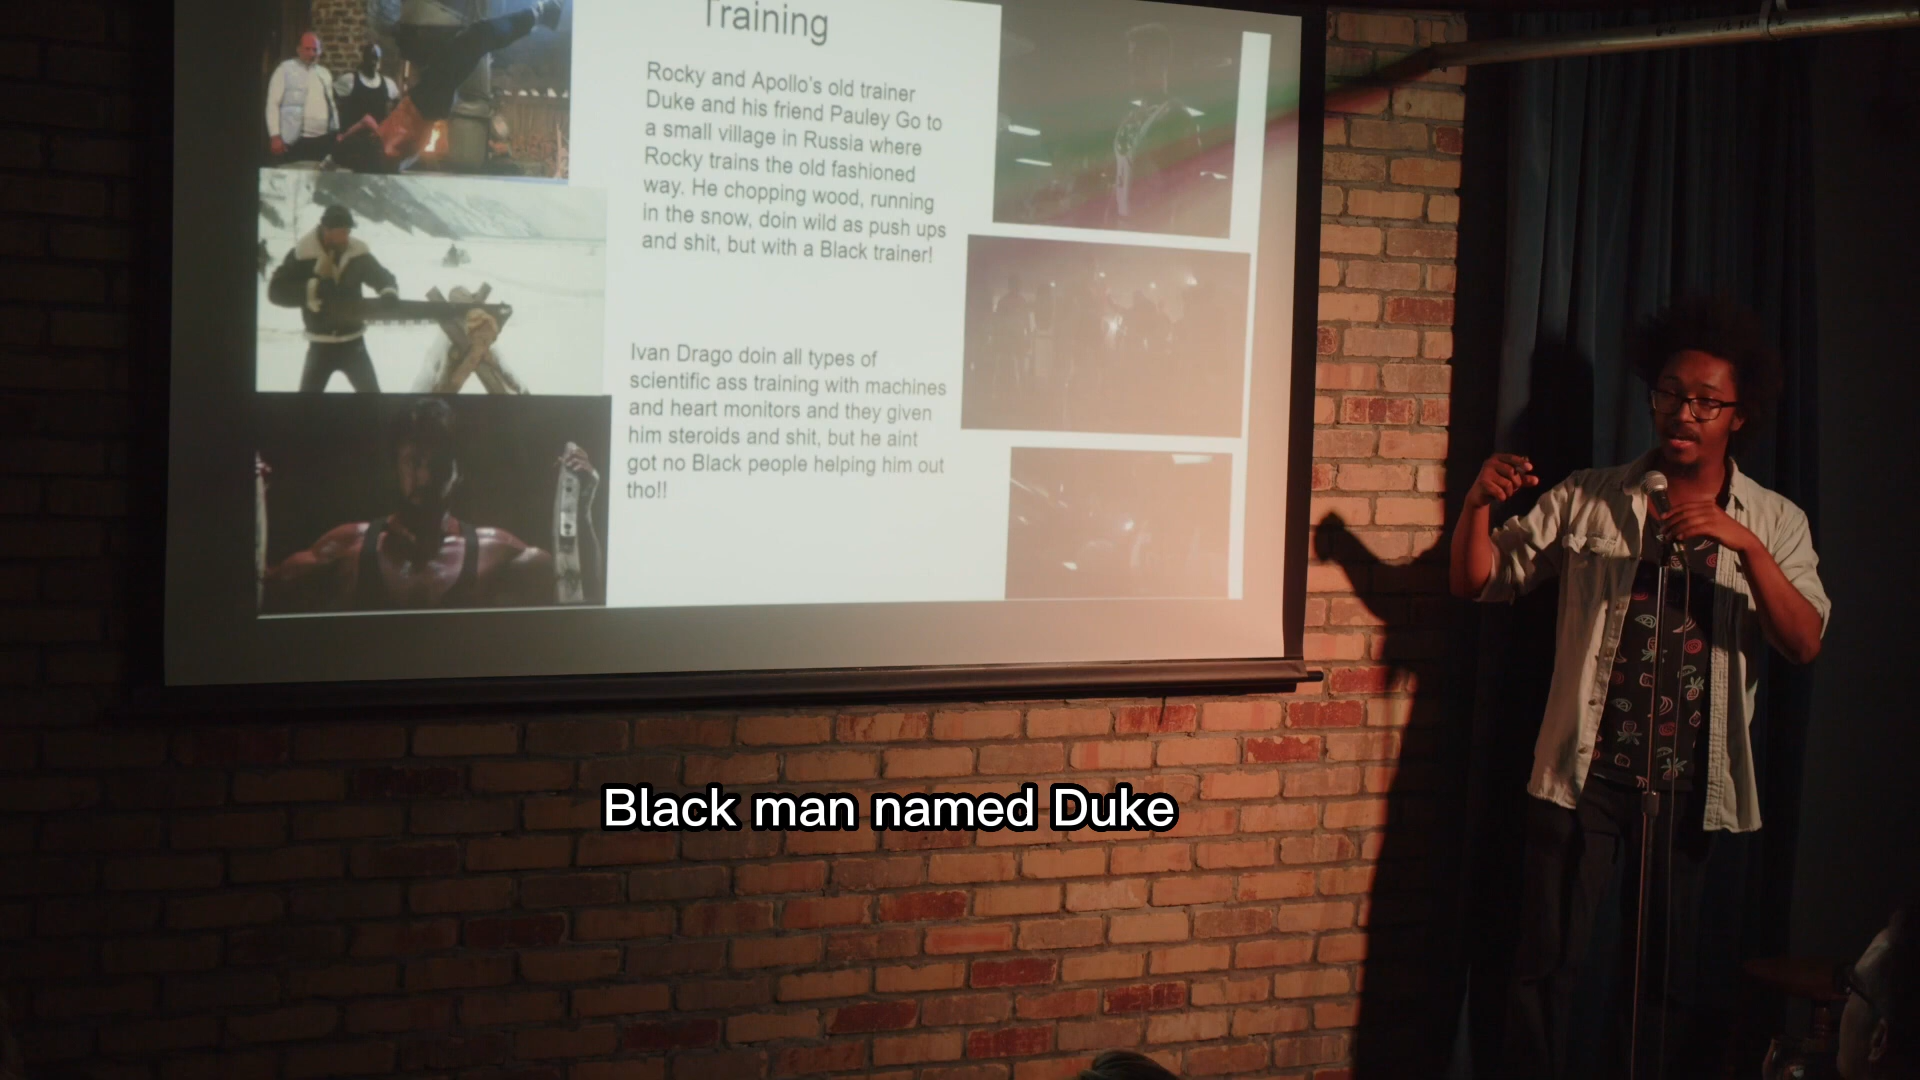 Training
Rocky and Apollo's old trainer
Duke and his friend Pauley Go to
a small village in Russia where
Rocky trains the old fashioned
way. He chopping wood, running
in the snow, doin wild as push ups
and shit, but with a Black trainer!
Ivan Drago doin all types of
scientific ass training with machines
and heart monitors and they given
him steroids and shit, but he aint
got no Black people helping him out
tho!!
Black man named Duke